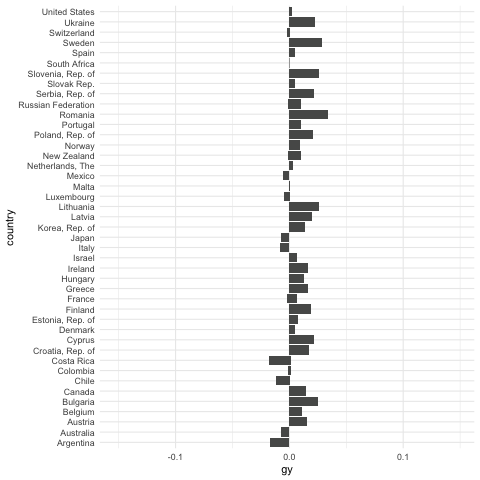 United States
Ukraine
Switzerland
Sweden
Spain
South Africa
Slovenia, Rep. of
Slovak Rep.
Serbia, Rep. of
Russian Federation
Romania
Portugal
Poland, Rep. of
Norway
New Zealand
Netherlands, The
Mexico
Malta
Luxembourg
Lithuania
Latvia
Korea, Rep. of
Japan
Italy
Israel
Ireland
Hungary
Greece
France
Finland
Estonia, Rep. of
Denmark
Cyprus
Croatia, Rep. of
Costa Rica
Colombia
Chile
Canada
Bulgaria
Belgium
Austria
Australia
Argentina
country
-0.1 0.0 0.1
gy